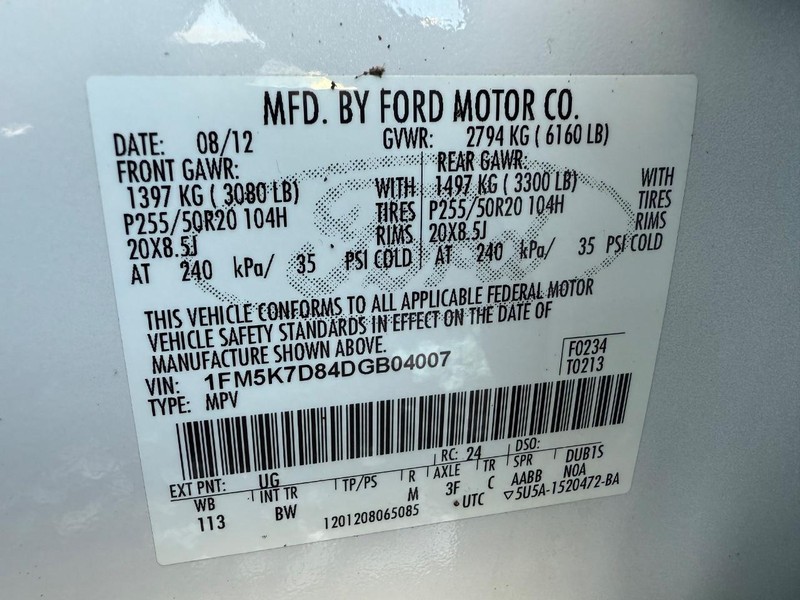 MFD. BY FORD MOTOR CO.
DATE: 08/12 GVWR: 2794 KG ( 6160 LB)
FRONT GAWR: REAR GAWR:
1397 KG ( 3080 LB) WITH 1497 KG ( 3300 LB) WITH
P255/50R20 104H TIRES P255/50R20 104H TIRES
20X8.5J RIMS 20X8.5J RIMS
AT 240 kPa/ 35 PSI COLD AT 240 kPa/ 35 PSI COLD
THIS VEHICLE CONFORMS TO ALL APPLICABLE FEDERAL MOTOR
VEHICLE SAFETY STANDARDS IN EFFECT ON THE DATE OF
MANUFACTURE SHOWN ABOVE.
VIN: 1FM5K7D84DGB04007 F0234
TYPE: MPV T0213
EXT PNT: UG RC: 24 DSO:
WB INT TR TP/PS R AXLE TR SPR DUB1S
113 BW M 3F C AABB N0A
1201208065085 UTC ▽5U5A-1520472-BA
Ford